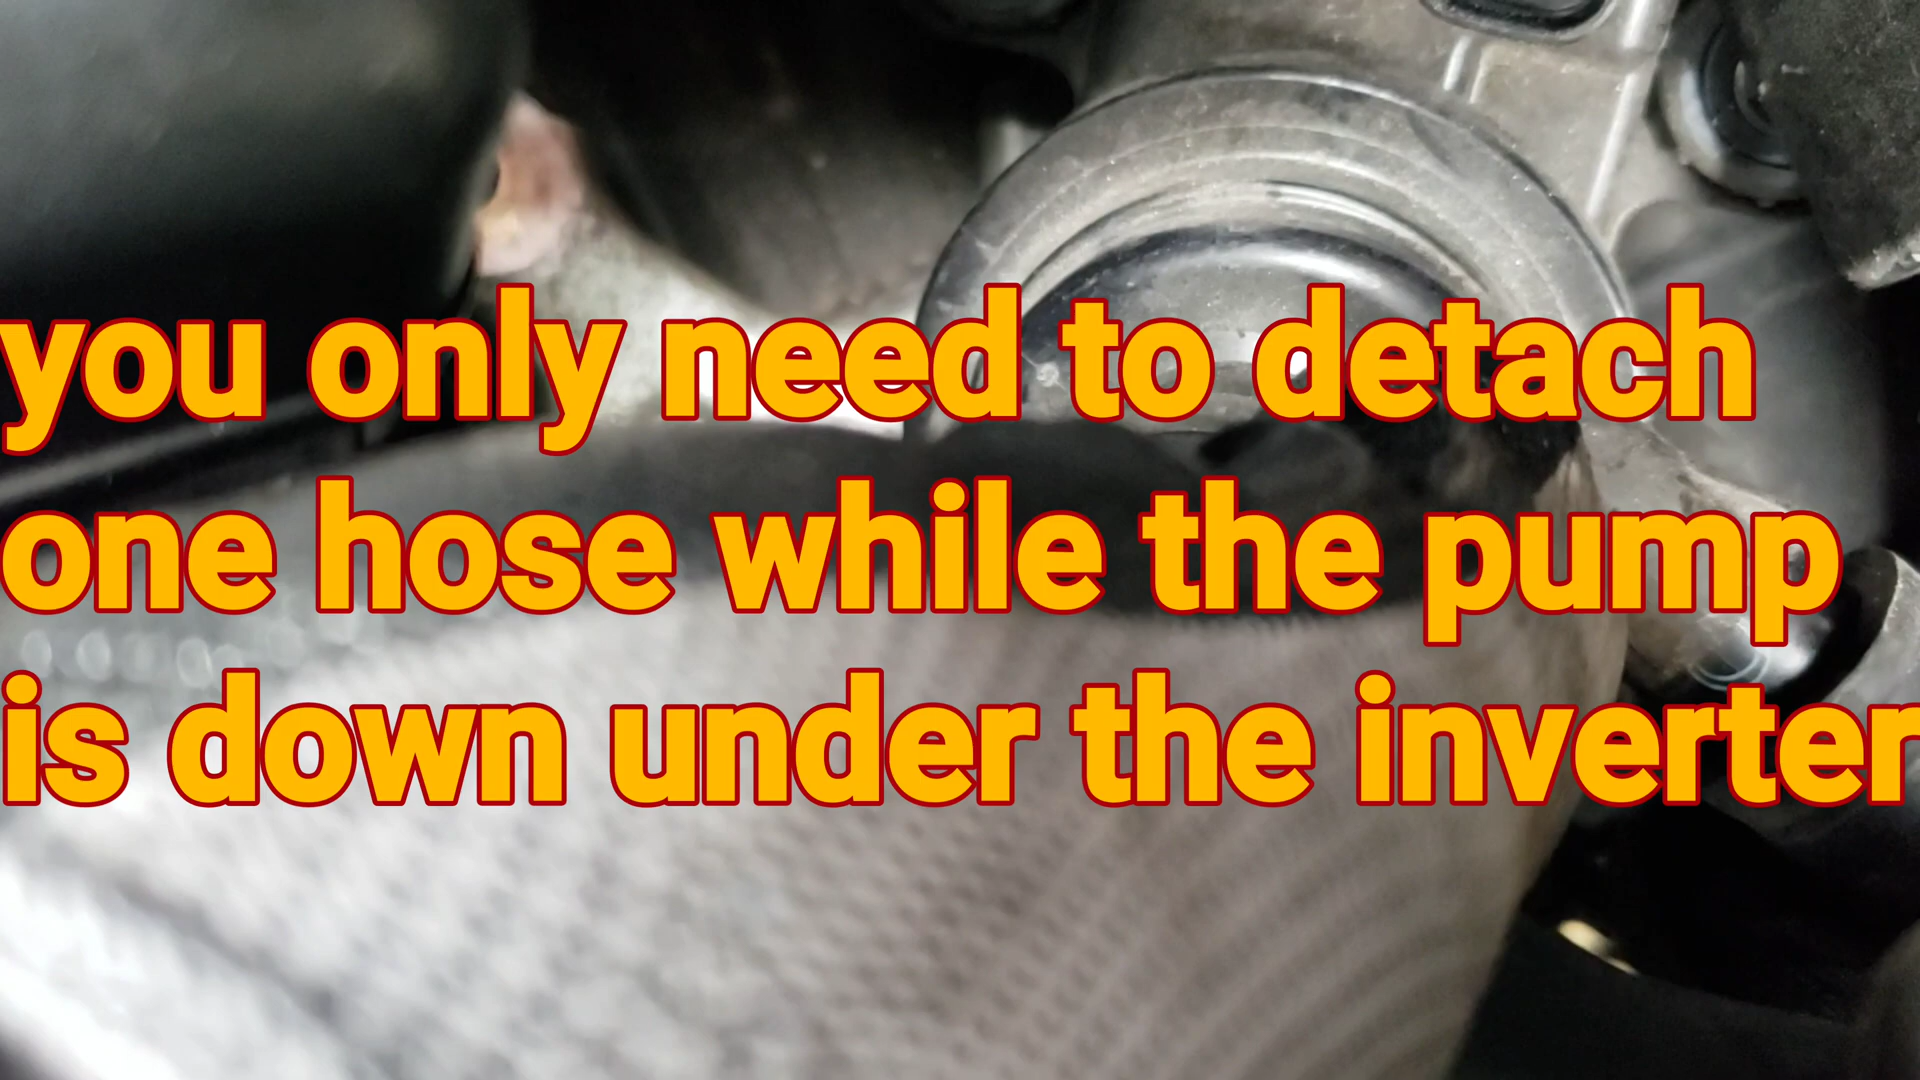 you only need to detach
one hose while the pump
is down under the inverter